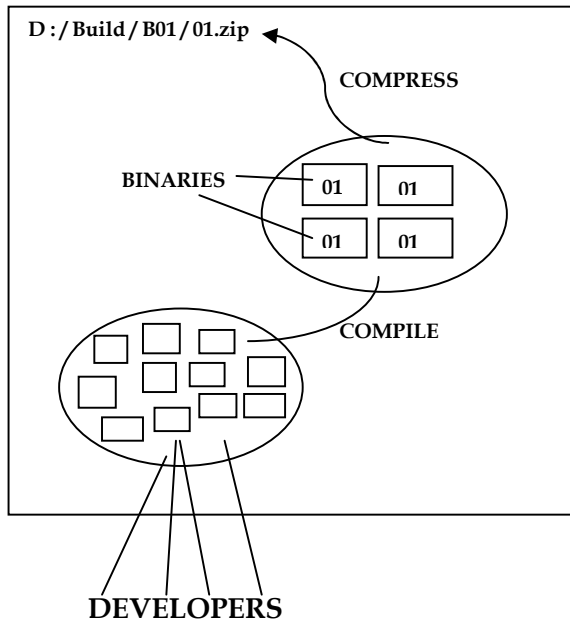 D :/ Build / B01 / 01.zip
COMPRESS
BINARIES
01 01
01 01
COMPILE
DEVELOPERS